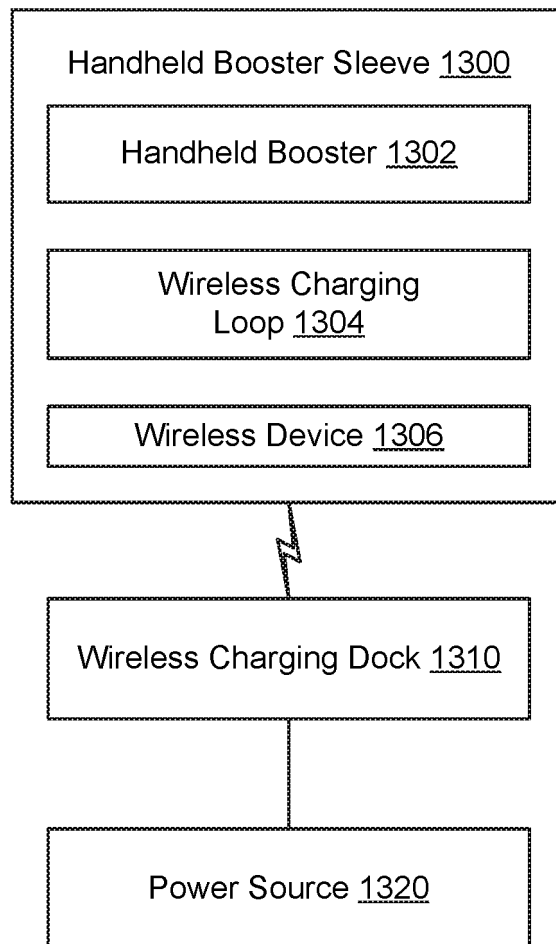 Handheld Booster Sleeve 1300
Handheld Booster 1302
Wireless Charging
Loop 1304
Wireless Device 1306
Wireless Charging Dock 1310
Power Source 1320